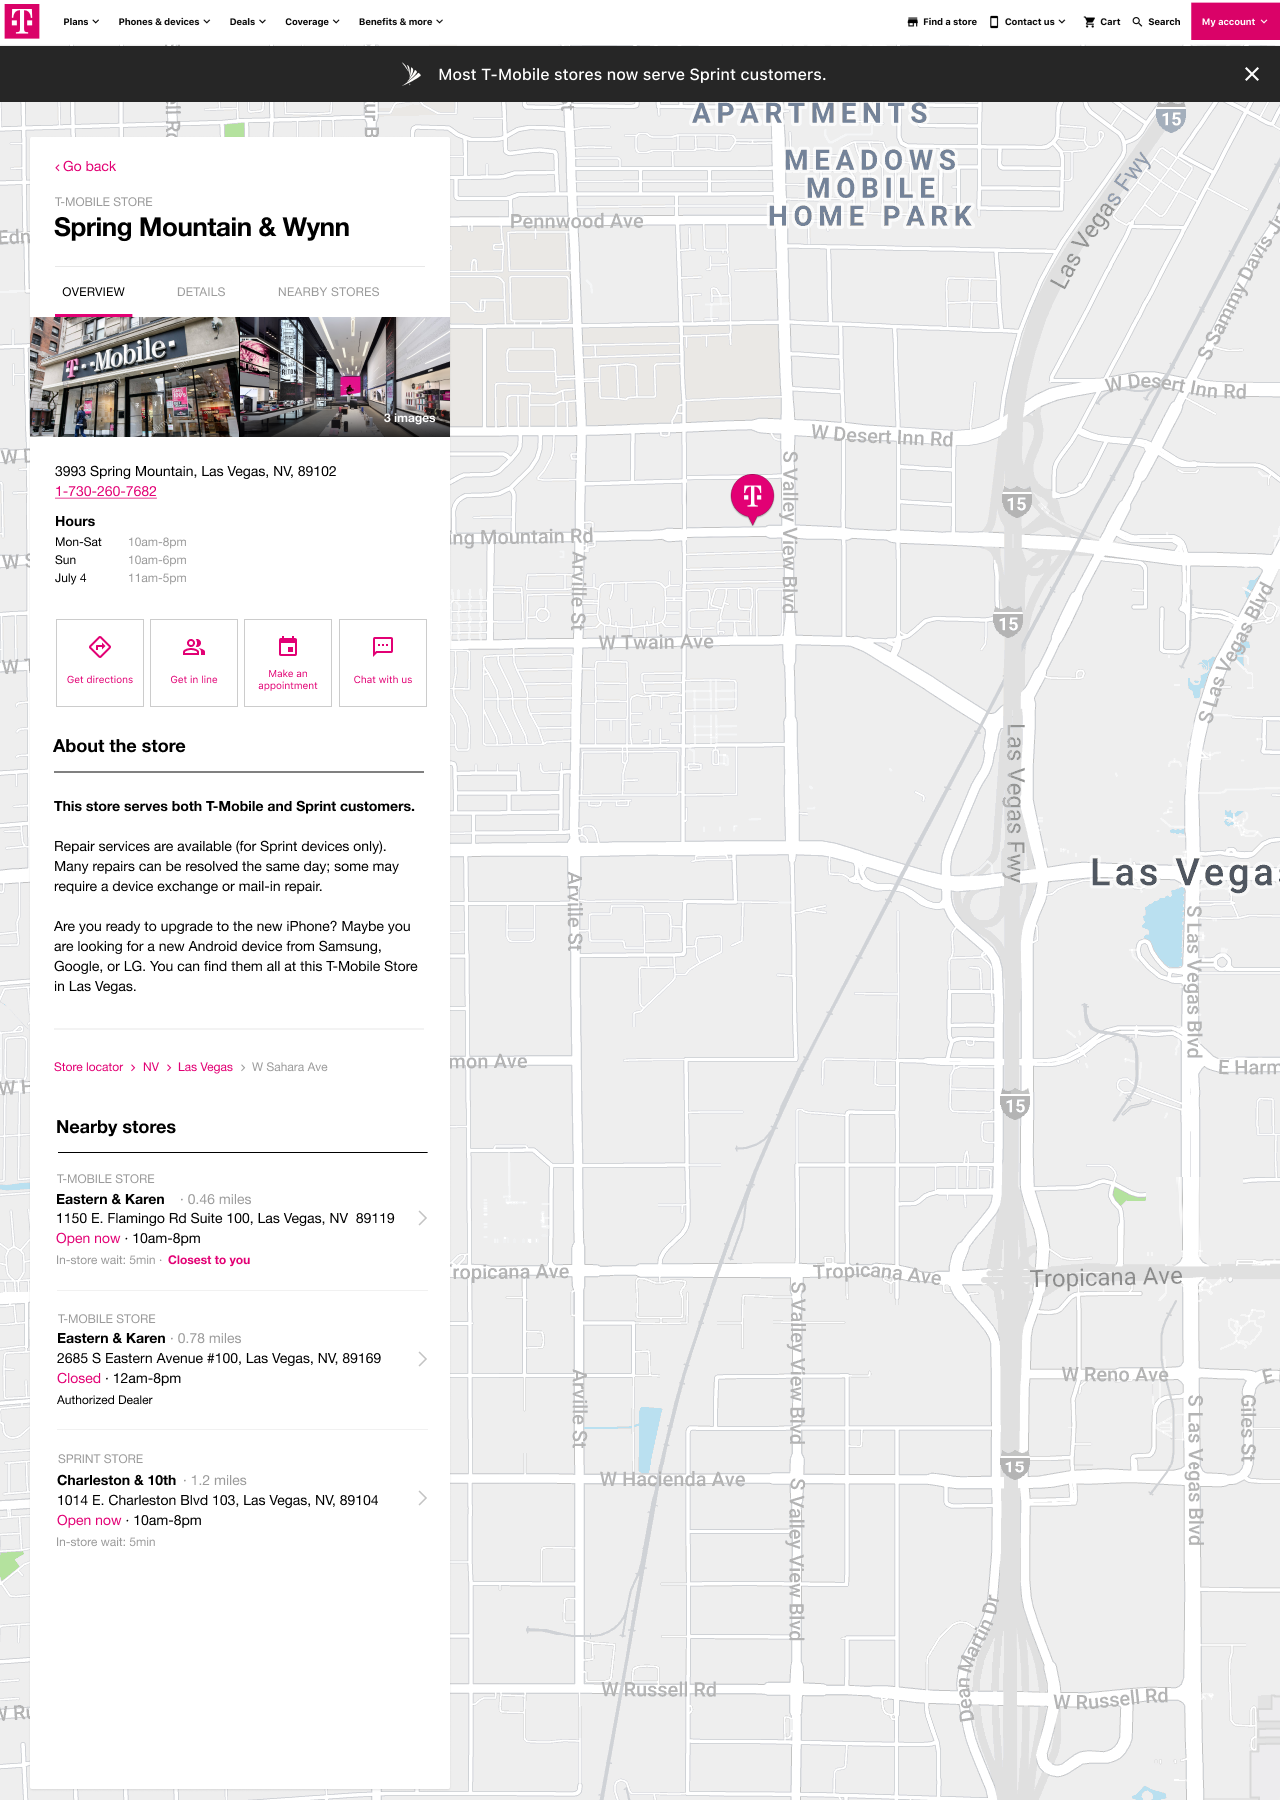 Plans
Phones & devices
Deals
Coverage
Benefits & more
Find a store
Contact us
Cart
Search
My account
Most T-Mobile stores now serve Sprint customers.
‹ Go back
T-MOBILE STORE
Spring Mountain & Wynn
OVERVIEW
DETAILS
NEARBY STORES
T··Mobile·
3 images
3993 Spring Mountain, Las Vegas, NV, 89102
1-730-260-7682
Hours
Mon-Sat 10am-8pm
Sun 10am-6pm
July 4 11am-5pm
Get directions
Get in line
Make an
appointment
Chat with us
About the store
This store serves both T-Mobile and Sprint customers.
Repair services are available (for Sprint devices only).
Many repairs can be resolved the same day; some may
require a device exchange or mail-in repair.
Are you ready to upgrade to the new iPhone? Maybe you
are looking for a new Android device from Samsung,
Google, or LG. You can find them all at this T-Mobile Store
in Las Vegas.
Store locator > NV > Las Vegas > W Sahara Ave
Nearby stores
T-MOBILE STORE
Eastern & Karen · 0.46 miles
1150 E. Flamingo Rd Suite 100, Las Vegas, NV 89119
Open now · 10am-8pm
In-store wait: 5min · Closest to you
T-MOBILE STORE
Eastern & Karen · 0.78 miles
2685 S Eastern Avenue #100, Las Vegas, NV, 89169
Closed · 12am-8pm
Authorized Dealer
SPRINT STORE
Charleston & 10th · 1.2 miles
1014 E. Charleston Blvd 103, Las Vegas, NV, 89104
Open now · 10am-8pm
In-store wait: 5min
APARTMENTS
MEADOWS
MOBILE
HOME PARK
15
Pennwood Ave
Las Vegas Fwy
S Sammy Davis Jr
W Desert Inn Rd
W Desert Inn Rd
S Valley View Blvd
15
ng Mountain Rd
Arville St
15
W Twain Ave
S Las Vegas Blvd
Las Vegas Fwy
Las Vegas
Arville St
S Las Vegas Blvd
mon Ave
E Harm
15
ropicana Ave
Tropicana Ave
Tropicana Ave
S Valley View Blvd
Arville St
W Reno Ave
S Las Vegas Blvd
Giles St
15
W Hacienda Ave
S Valley View Blvd
Dean Martin Dr
W Russell Rd
W Russell Rd